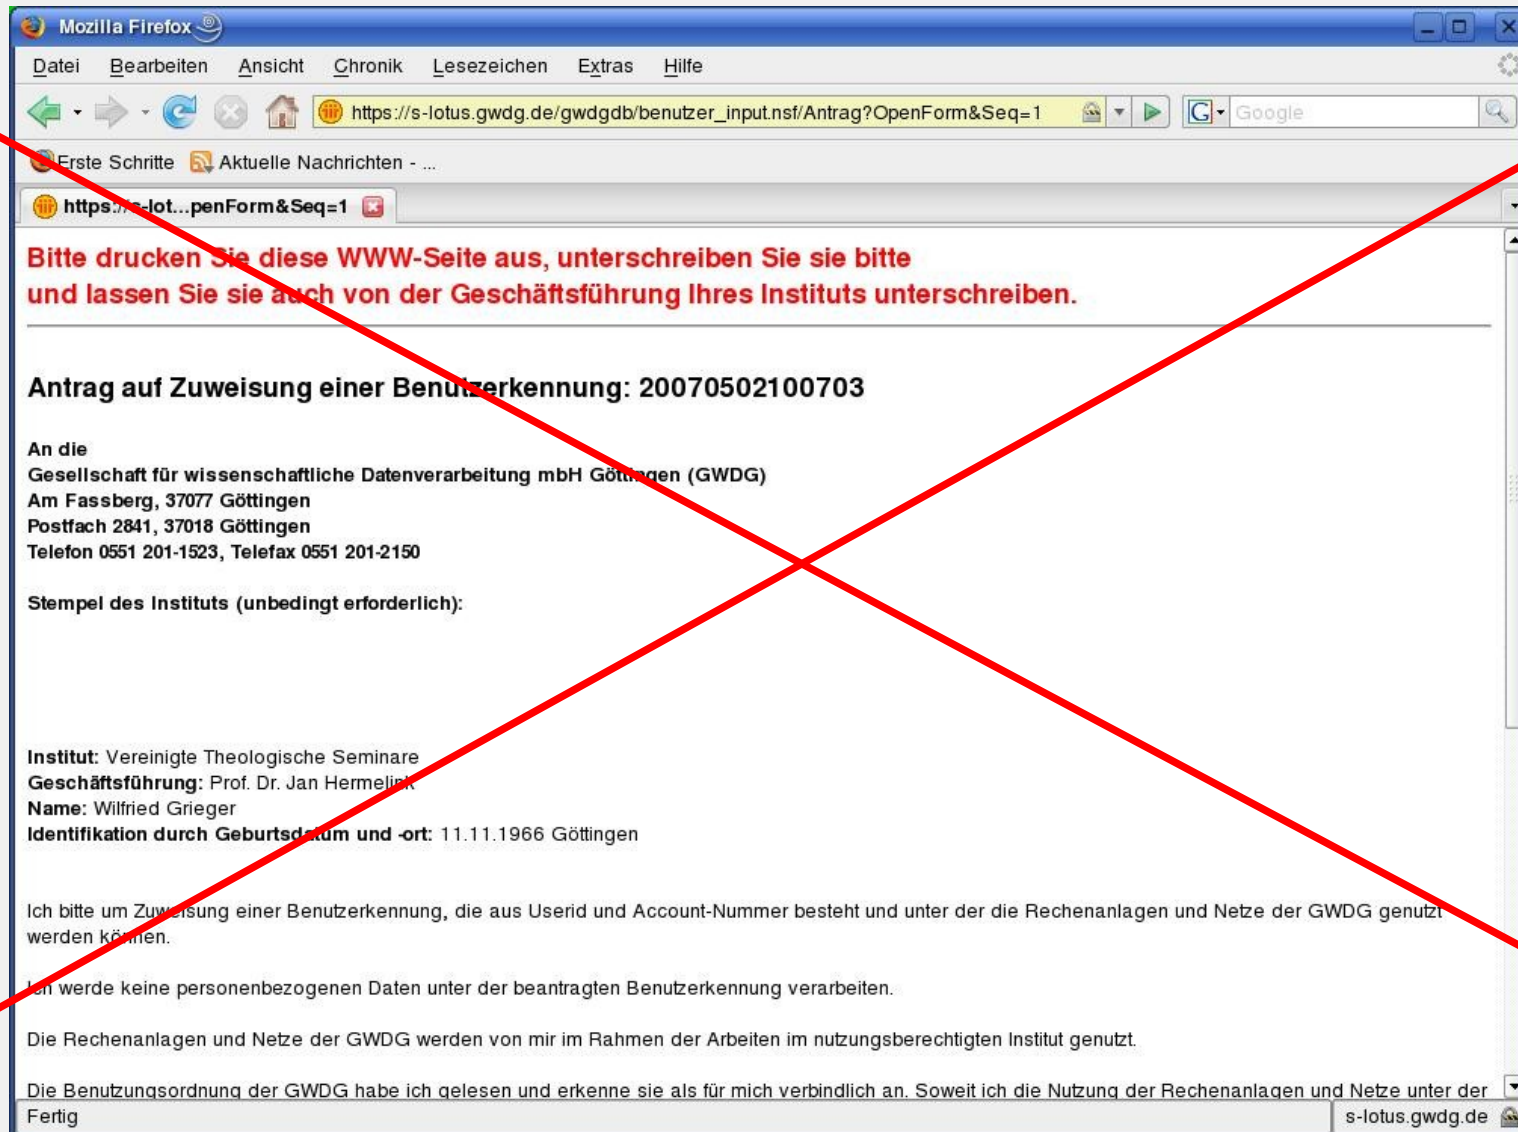 Mozilla Firefox
Datei Bearbeiten Ansicht Chronik Lesezeichen Extras Hilfe
https://s-lotus.gwdg.de/gwdgdb/benutzer_input.nsf/Antrag?OpenForm&Seq=1 G Google
Erste Schritte Aktuelle Nachrichten - ...
https://s-lot...penForm&Seq=1
Bitte drucken Sie diese WWW-Seite aus, unterschreiben Sie sie bitte
und lassen Sie sie auch von der Geschäftsführung Ihres Instituts unterschreiben.
Antrag auf Zuweisung einer Benutzerkennung: 20070502100703
An die
Gesellschaft für wissenschaftliche Datenverarbeitung mbH Göttingen (GWDG)
Am Fassberg, 37077 Göttingen
Postfach 2841, 37018 Göttingen
Telefon 0551 201-1523, Telefax 0551 201-2150
Stempel des Instituts (unbedingt erforderlich):
Institut: Vereinigte Theologische Seminare
Geschäftsführung: Prof. Dr. Jan Hermelink
Name: Wilfried Grieger
Identifikation durch Geburtsdatum und -ort: 11.11.1966 Göttingen
Ich bitte um Zuweisung einer Benutzerkennung, die aus Userid und Account-Nummer besteht und unter der die Rechenanlagen und Netze der GWDG genutzt
werden können.
Ich werde keine personenbezogenen Daten unter der beantragten Benutzerkennung verarbeiten.
Die Rechenanlagen und Netze der GWDG werden von mir im Rahmen der Arbeiten im nutzungsberechtigten Institut genutzt.
Die Benutzungsordnung der GWDG habe ich gelesen und erkenne sie als für mich verbindlich an. Soweit ich die Nutzung der Rechenanlagen und Netze unter der
Fertig s-lotus.gwdg.de